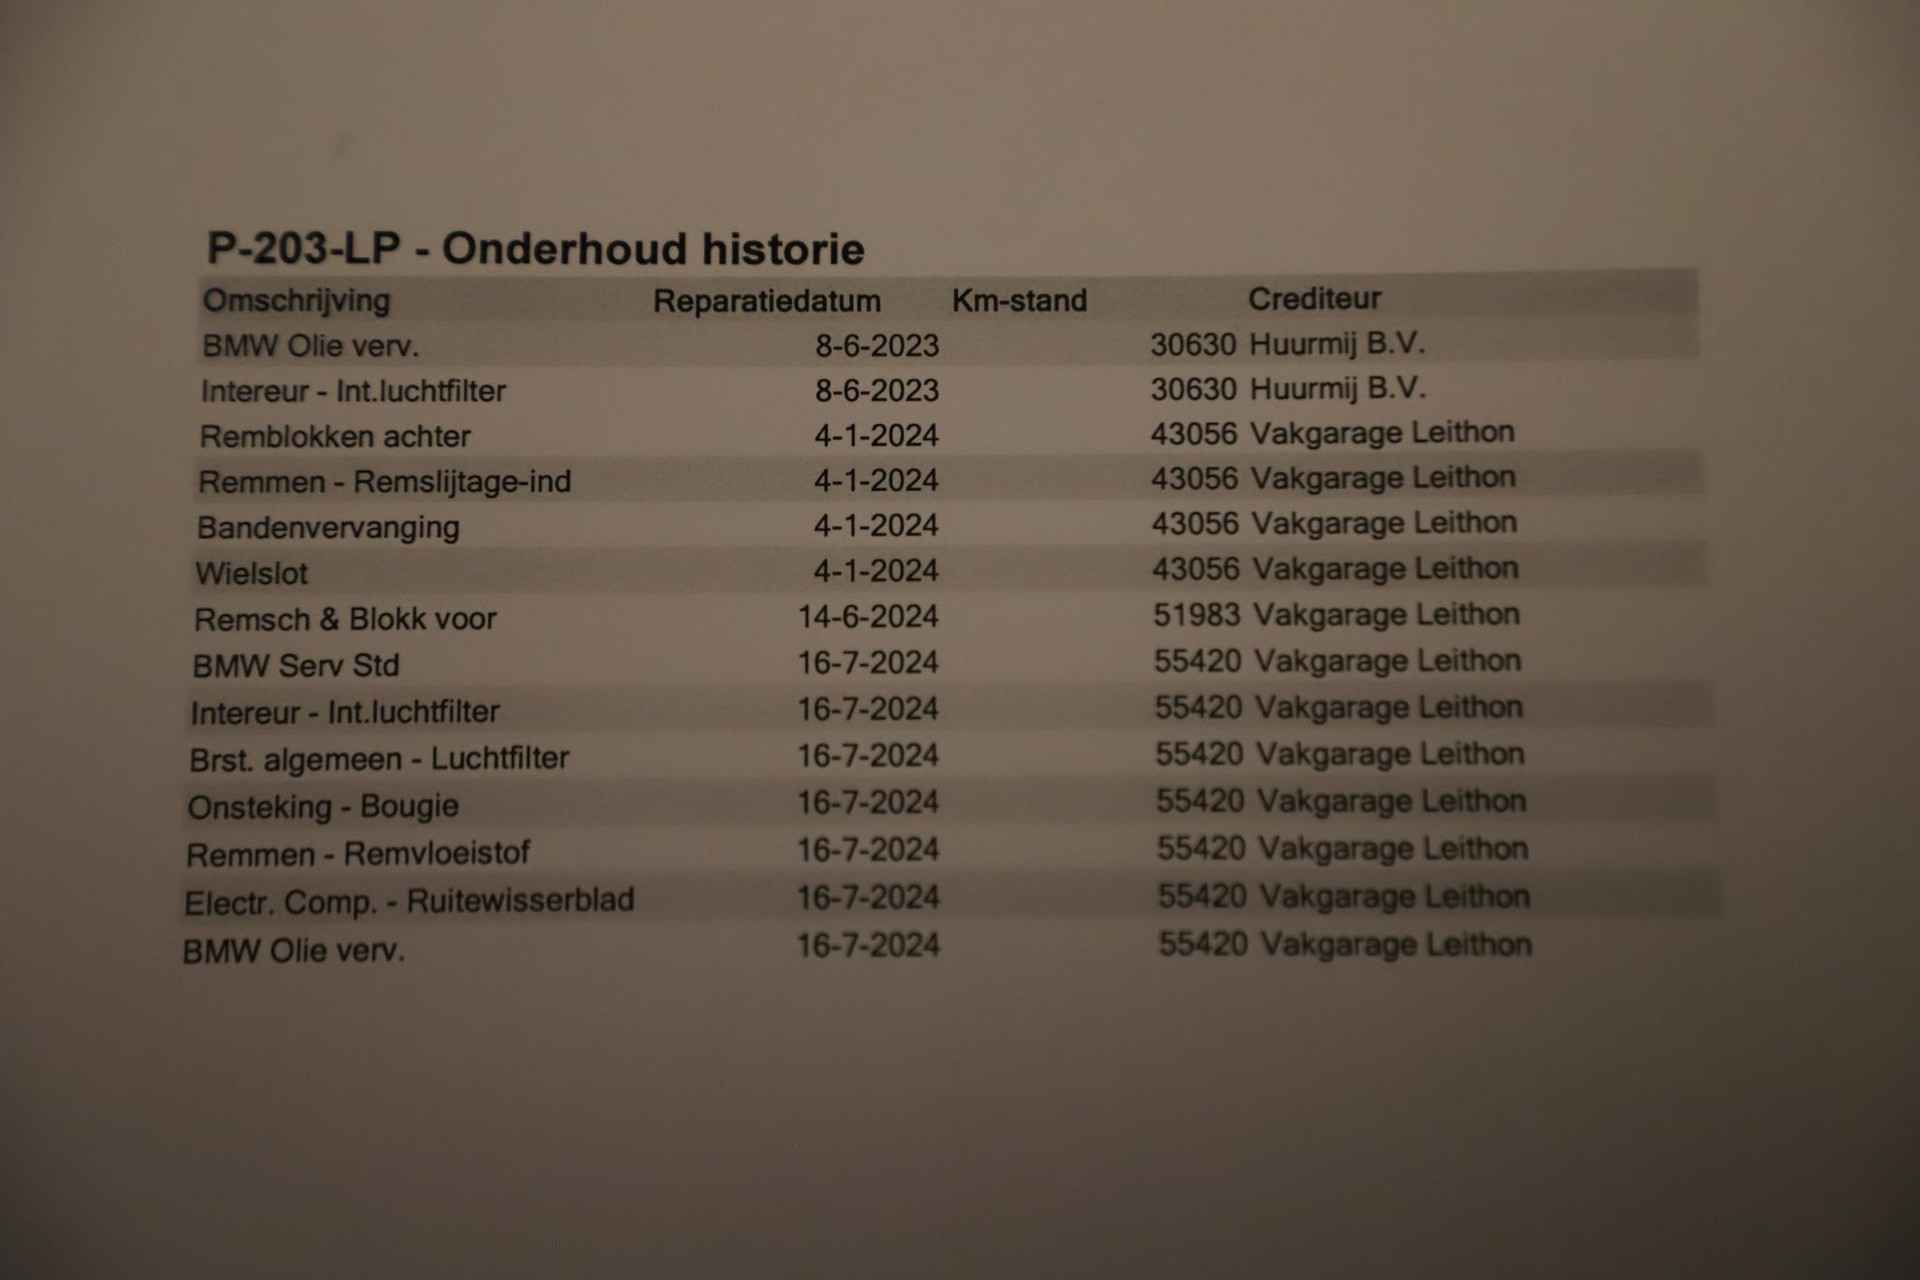 P-203-LP - Onderhoud historie
Omschrijving Reparatiedatum Km-stand Crediteur
BMW Olie verv. 8-6-2023 30630 Huurmij B.V.
Intereur - Int.luchtfilter 8-6-2023 30630 Huurmij B.V.
Remblokken achter 4-1-2024 43056 Vakgarage Leithon
Remmen - Remslijtage-ind 4-1-2024 43056 Vakgarage Leithon
Bandenvervanging 4-1-2024 43056 Vakgarage Leithon
Wielslot 4-1-2024 43056 Vakgarage Leithon
Remsch & Blokk voor 14-6-2024 51983 Vakgarage Leithon
BMW Serv Std 16-7-2024 55420 Vakgarage Leithon
Intereur - Int.luchtfilter 16-7-2024 55420 Vakgarage Leithon
Brst. algemeen - Luchtfilter 16-7-2024 55420 Vakgarage Leithon
Onsteking - Bougie 16-7-2024 55420 Vakgarage Leithon
Remmen - Remvloeistof 16-7-2024 55420 Vakgarage Leithon
Electr. Comp. - Ruitewisserblad 16-7-2024 55420 Vakgarage Leithon
BMW Olie verv. 16-7-2024 55420 Vakgarage Leithon